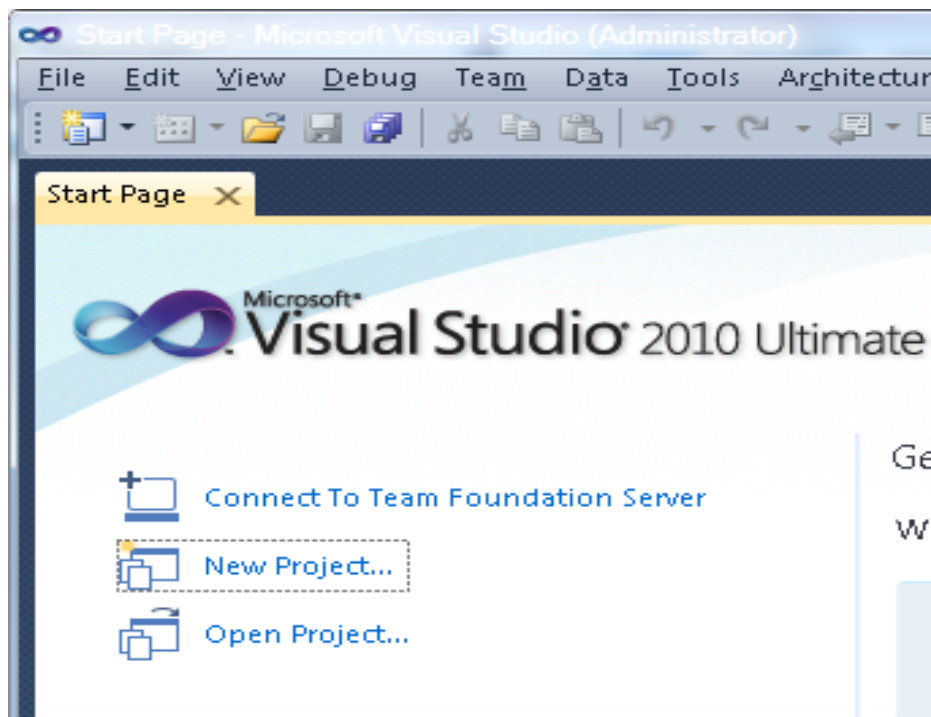 Start Page - Microsoft Visual Studio (Administrator)
File Edit View Debug Team Data Tools Architectur
Start Page
Microsoft®
Visual Studio® 2010 Ultimate
Ge
Connect To Team Foundation Server
W
New Project...
Open Project...